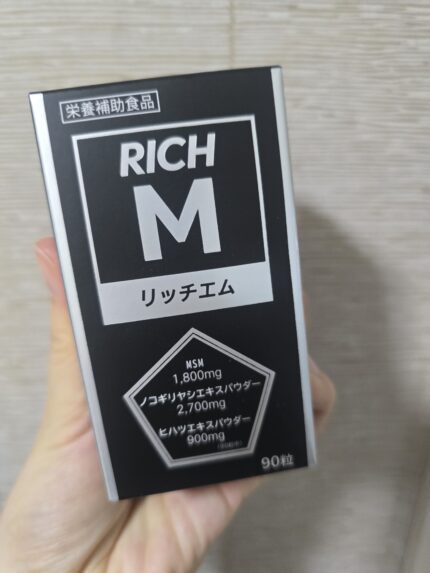 栄養補助食品
RICH
M
リッチエム
MSM
1,800mg
ノコギリヤシエキスパウダー
2,700mg
ヒハツエキスパウダー
900mg
90粒